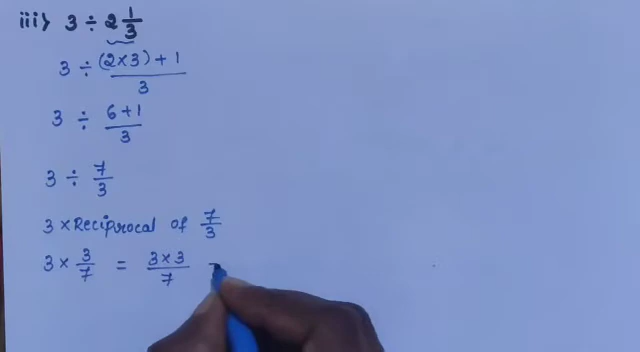 iii) 3 ÷ 2 1/3
3 ÷ (2×3)+1/3
3 ÷ 6+1/3
3 ÷ 7/3
3 × Reciprocal of 7/3
3 × 3/7 = 3×3/7